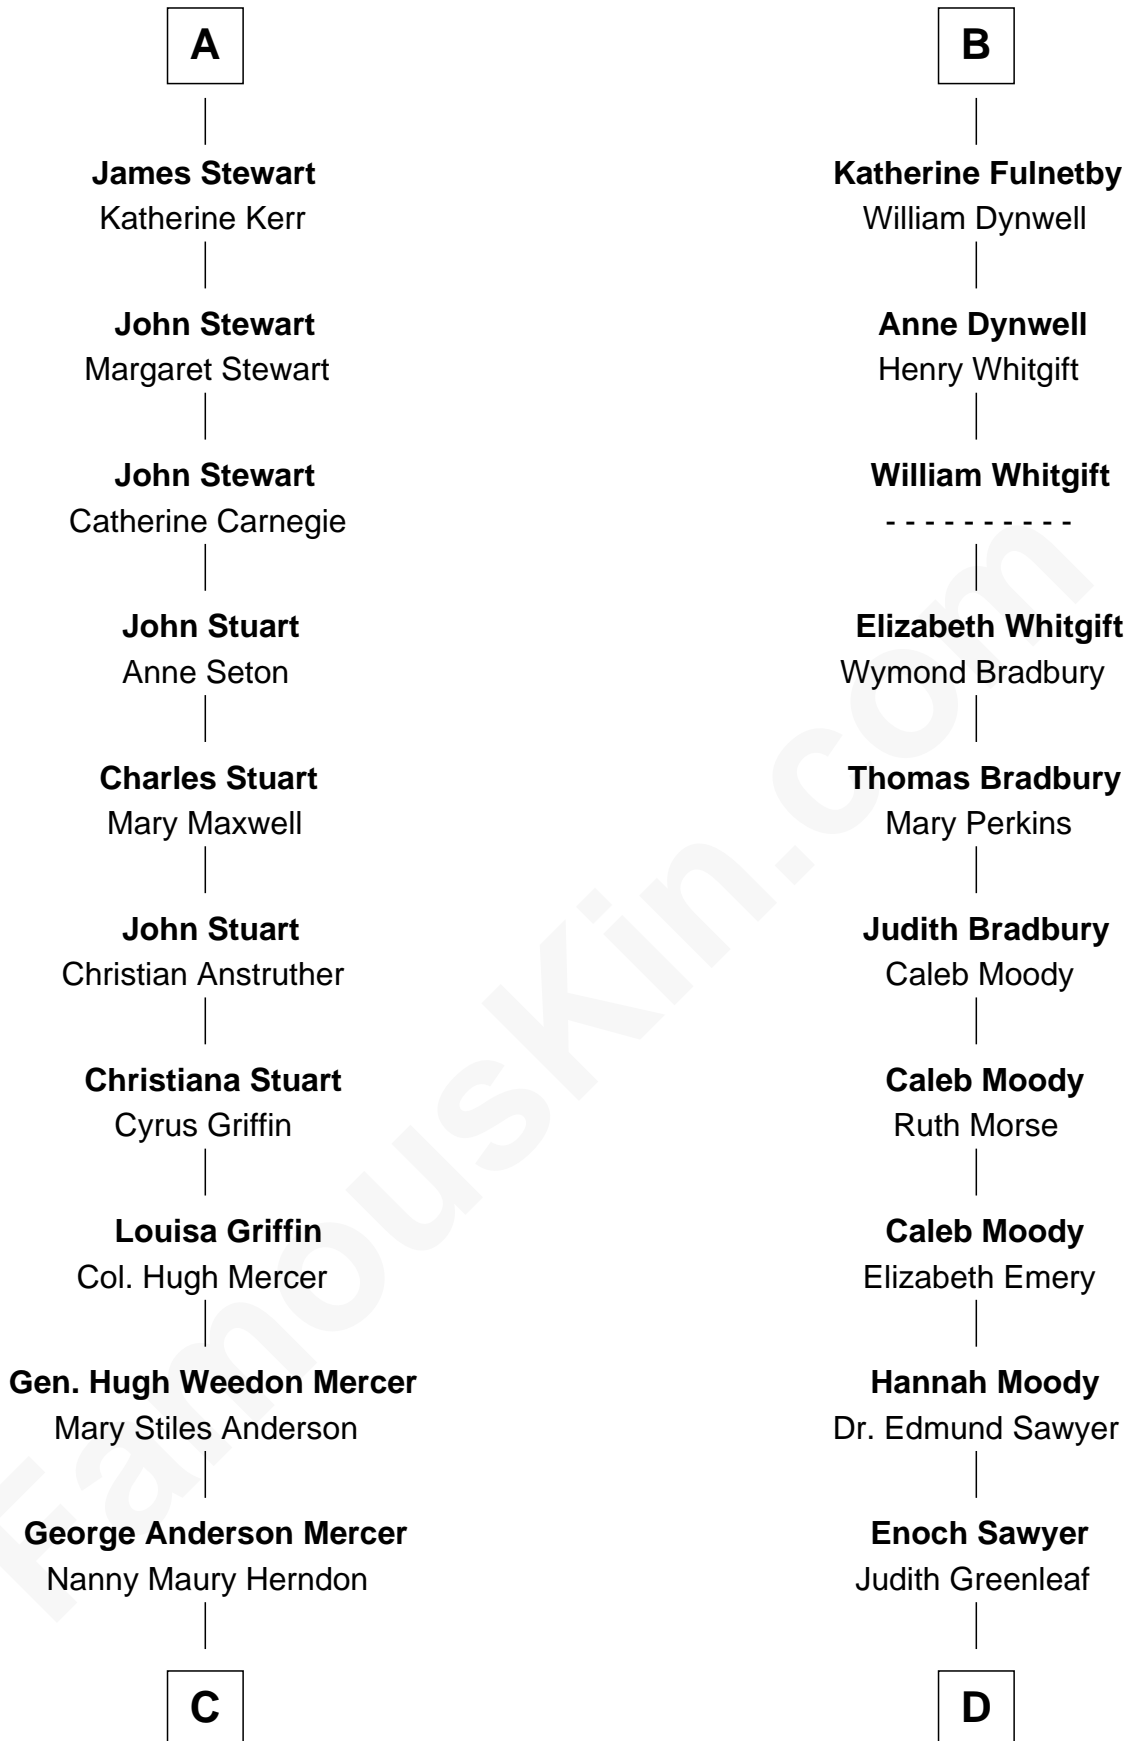 A
James Stewart
Katherine Kerr
John Stewart
Margaret Stewart
John Stewart
Catherine Carnegie
John Stuart
Anne Seton
Charles Stuart
Mary Maxwell
John Stuart
Christian Anstruther
Christiana Stuart
Cyrus Griffin
Louisa Griffin
Col. Hugh Mercer
Gen. Hugh Weedon Mercer
Mary Stiles Anderson
George Anderson Mercer
Nanny Maury Herndon
C
B
Katherine Fulnetby
William Dynwell
Anne Dynwell
Henry Whitgift
William Whitgift
- - - - - - - - - -
Elizabeth Whitgift
Wymond Bradbury
Thomas Bradbury
Mary Perkins
Judith Bradbury
Caleb Moody
Caleb Moody
Ruth Morse
Caleb Moody
Elizabeth Emery
Hannah Moody
Dr. Edmund Sawyer
Enoch Sawyer
Judith Greenleaf
D
FamousKin.com